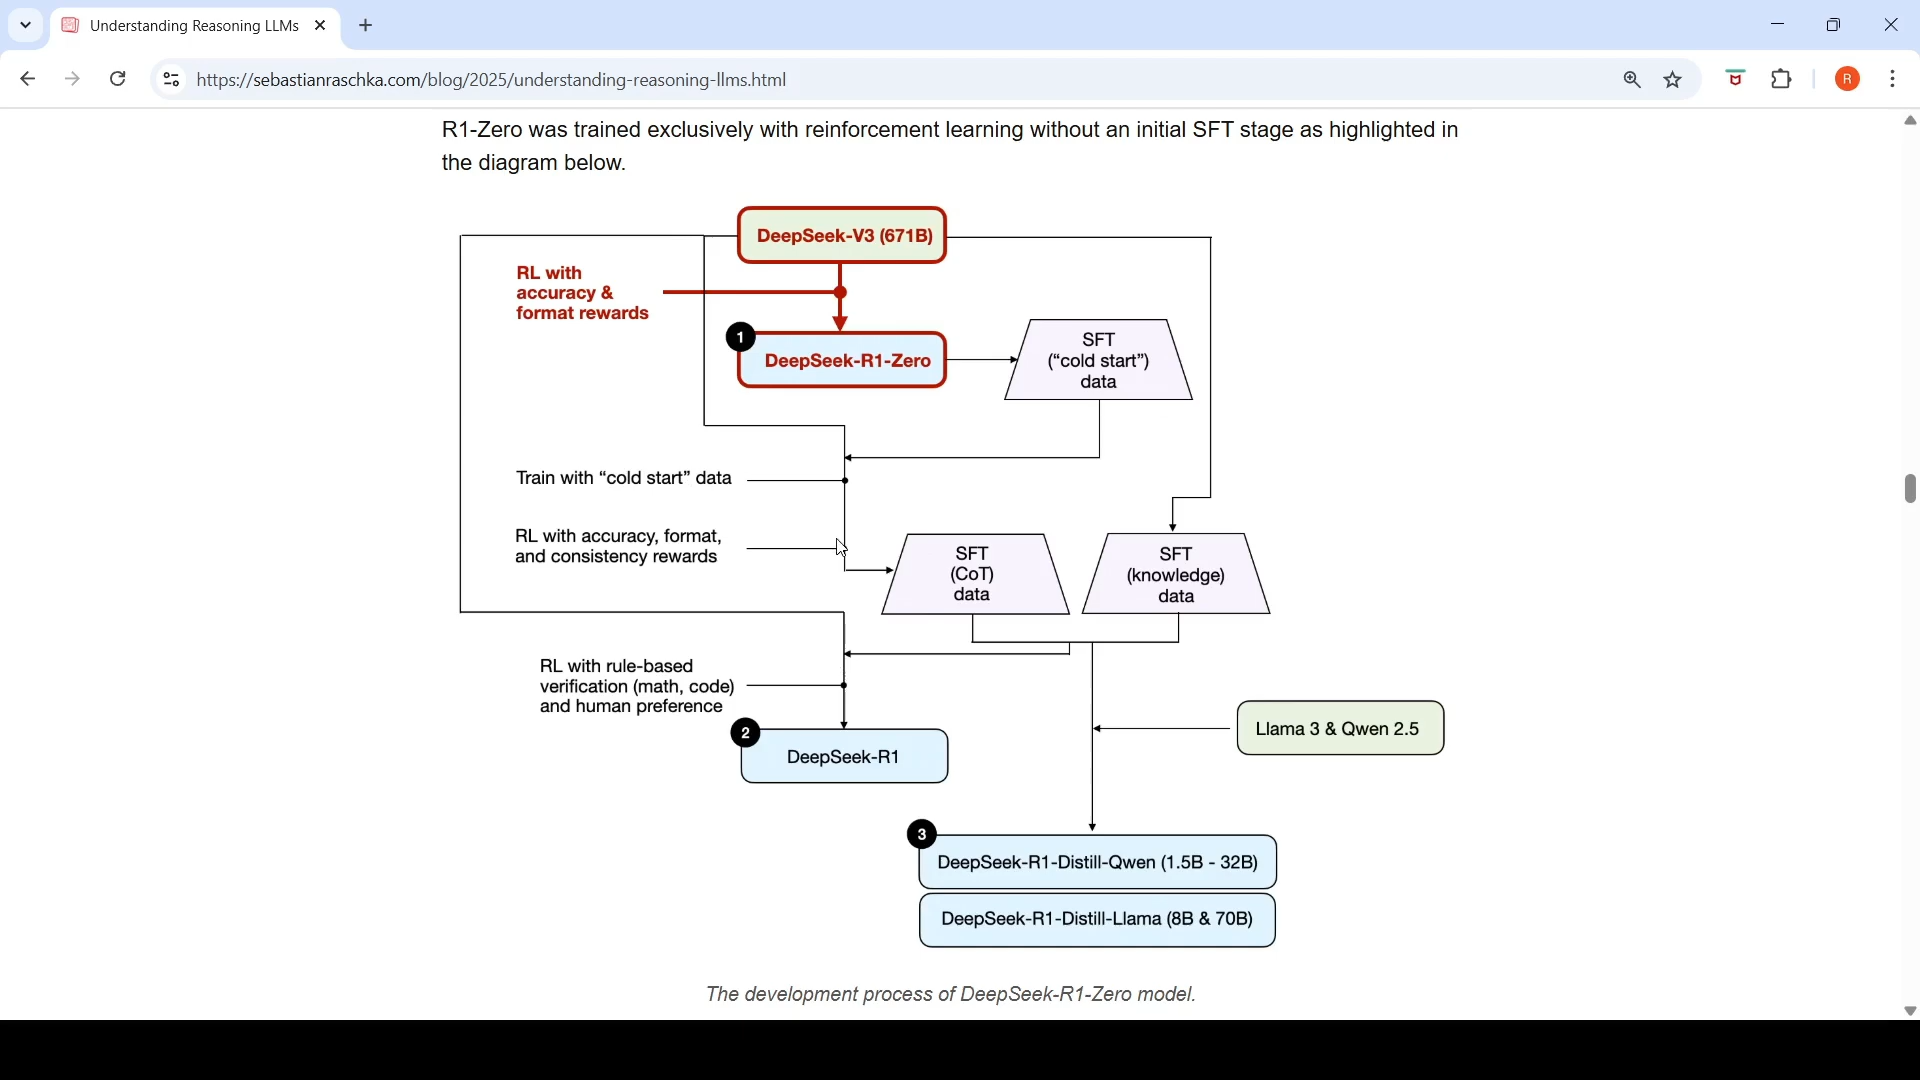 Understanding Reasoning LLMs
https://sebastianraschka.com/blog/2025/understanding-reasoning-llms.html
R
R1-Zero was trained exclusively with reinforcement learning without an initial SFT stage as highlighted in
the diagram below.
DeepSeek-V3 (671B)
RL with
accuracy &
format rewards
1
DeepSeek-R1-Zero
SFT
(“cold start”)
data
Train with “cold start” data
RL with accuracy, format,
and consistency rewards
SFT
(CoT)
data
SFT
(knowledge)
data
RL with rule-based
verification (math, code)
and human preference
2
DeepSeek-R1
Llama 3 & Qwen 2.5
3
DeepSeek-R1-Distill-Qwen (1.5B - 32B)
DeepSeek-R1-Distill-Llama (8B & 70B)
The development process of DeepSeek-R1-Zero model.